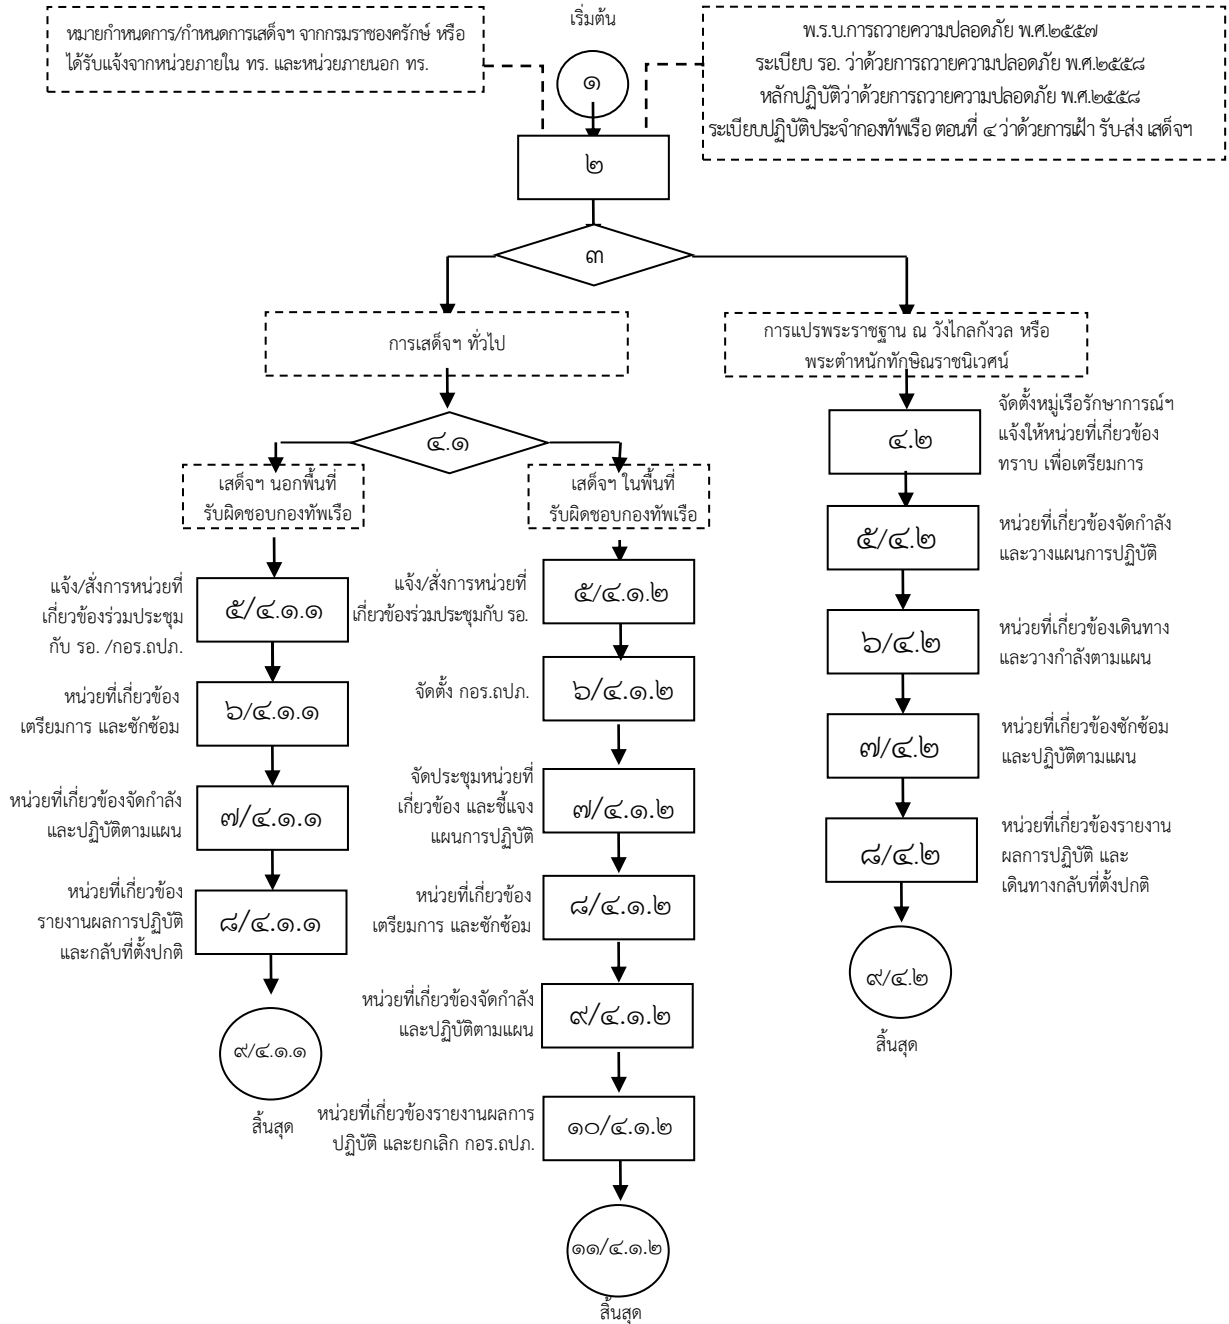 หมายกำหนดการ/กำหนดการเสด็จฯ จากกรมราชองครักษ์ หรือ
ได้รับแจ้งจากหน่วยภายใน ทร. และหน่วยภายนอก ทร.
เริ่มต้น
๑
พ.ร.บ.การถวายความปลอดภัย พ.ศ.๒๕๕๗
ระเบียบ รอ. ว่าด้วยการถวายความปลอดภัย พ.ศ.๒๕๕๘
หลักปฏิบัติว่าด้วยการถวายความปลอดภัย พ.ศ.๒๕๕๘
ระเบียบปฏิบัติประจำกองทัพเรือ ตอนที่ ๔ ว่าด้วยการเฝ้า รับ-ส่ง เสด็จฯ
๒
๓
การเสด็จฯ ทั่วไป
การแปรพระราชฐาน ณ วังไกลกังวล หรือ
พระตำหนักทักษิณราชนิเวศน์
๔.๑
เสด็จฯ นอกพื้นที่
รับผิดชอบกองทัพเรือ
เสด็จฯ ในพื้นที่
รับผิดชอบกองทัพเรือ
แจ้ง/สั่งการหน่วยที่
เกี่ยวข้องร่วมประชุม
กับ รอ. /กอร.ถปภ.
๕/๔.๑.๑
หน่วยที่เกี่ยวข้อง
เตรียมการ และซักซ้อม
๖/๔.๑.๑
หน่วยที่เกี่ยวข้องจัดกำลัง
และปฏิบัติตามแผน
๗/๔.๑.๑
หน่วยที่เกี่ยวข้อง
รายงานผลการปฏิบัติ
และกลับที่ตั้งปกติ
๘/๔.๑.๑
๙/๔.๑.๑
สิ้นสุด
แจ้ง/สั่งการหน่วยที่
เกี่ยวข้องร่วมประชุมกับ รอ.
๕/๔.๑.๒
จัดตั้ง กอร.ถปภ.
๖/๔.๑.๒
จัดประชุมหน่วยที่
เกี่ยวข้อง และชี้แจง
แผนการปฏิบัติ
๗/๔.๑.๒
หน่วยที่เกี่ยวข้อง
เตรียมการ และซักซ้อม
๘/๔.๑.๒
หน่วยที่เกี่ยวข้องจัดกำลัง
และปฏิบัติตามแผน
๙/๔.๑.๒
หน่วยที่เกี่ยวข้องรายงานผลการ
ปฏิบัติ และยกเลิก กอร.ถปภ.
๑๐/๔.๑.๒
๑๑/๔.๑.๒
สิ้นสุด
๔.๒
จัดตั้งหมู่เรือรักษาการณ์ฯ
แจ้งให้หน่วยที่เกี่ยวข้อง
ทราบ เพื่อเตรียมการ
๕/๔.๒
หน่วยที่เกี่ยวข้องจัดกำลัง
และวางแผนการปฏิบัติ
๖/๔.๒
หน่วยที่เกี่ยวข้องเดินทาง
และวางกำลังตามแผน
๗/๔.๒
หน่วยที่เกี่ยวข้องซักซ้อม
และปฏิบัติตามแผน
๘/๔.๒
หน่วยที่เกี่ยวข้องรายงาน
ผลการปฏิบัติ และ
เดินทางกลับที่ตั้งปกติ
๙/๔.๒
สิ้นสุด